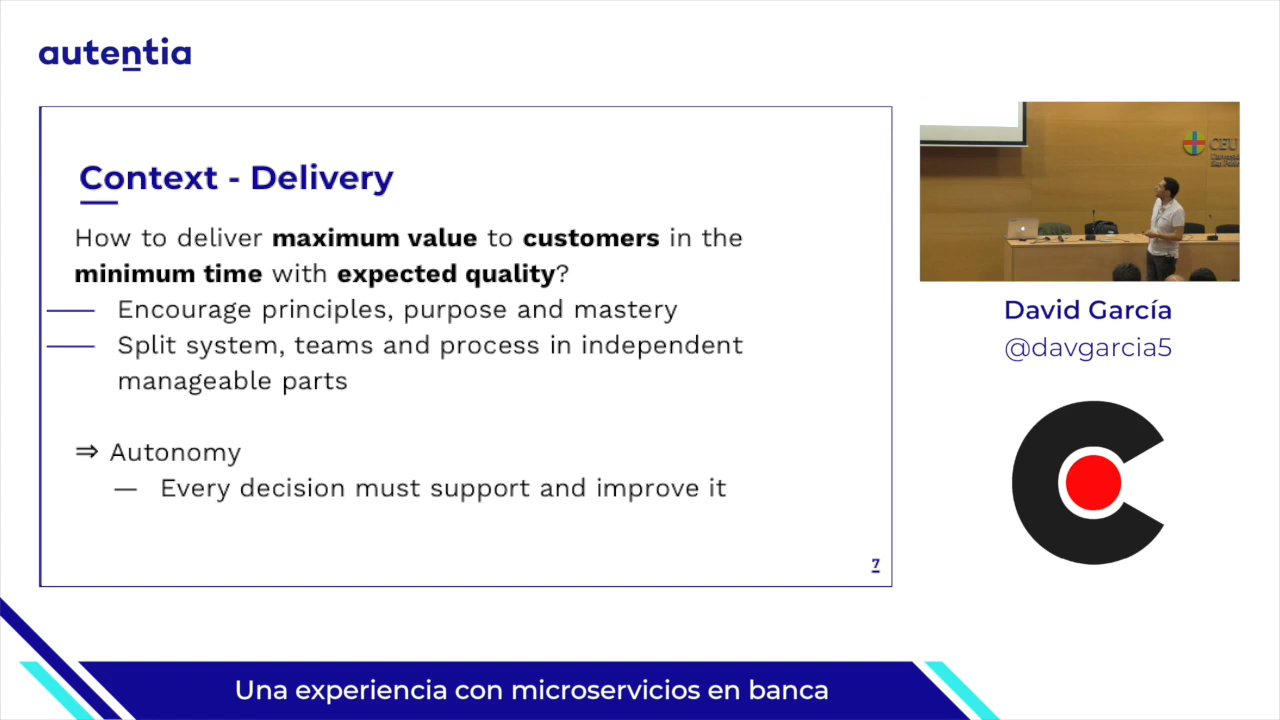 autentia
Context - Delivery
How to deliver maximum value to customers in the
minimum time with expected quality?
Encourage principles, purpose and mastery
Split system, teams and process in independent
manageable parts
⇒ Autonomy
— Every decision must support and improve it
7
CEU
David García
@davgarcia5
Una experiencia con microservicios en banca